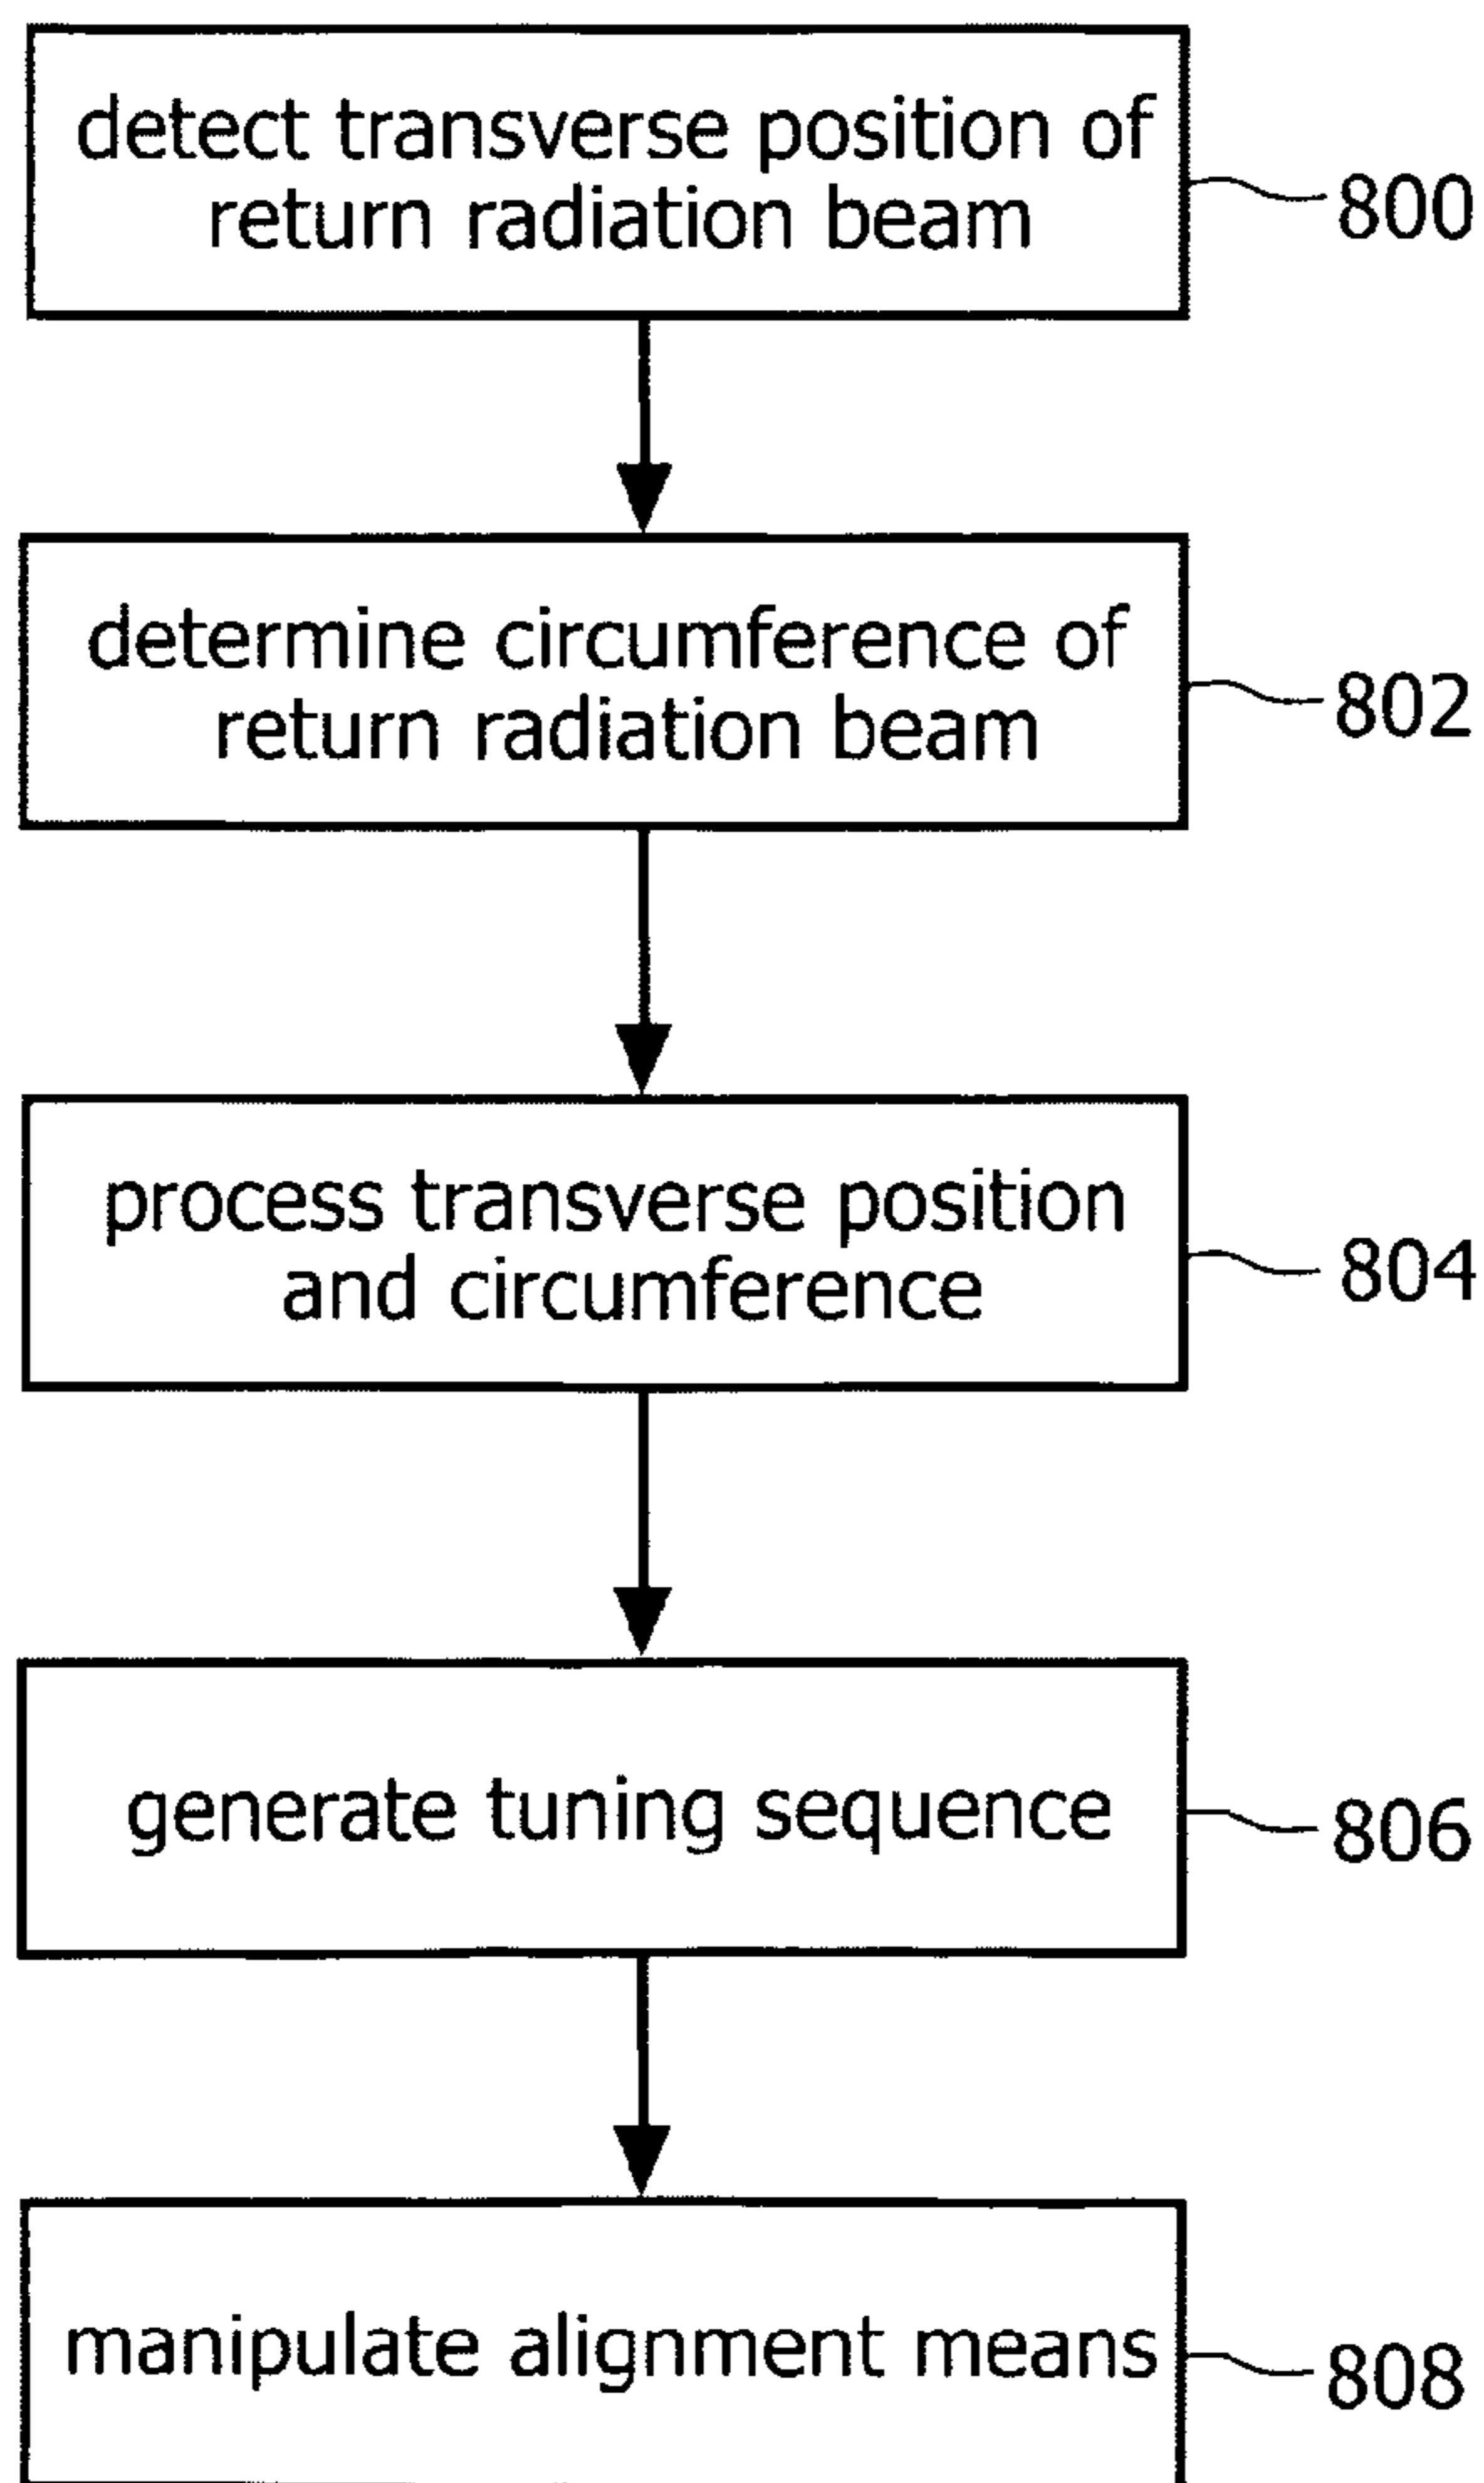 detect transverse position of
return radiation beam
800
determine circumference of
return radiation beam
802
process transverse position
and circumference
804
generate tuning sequence
806
manipulate alignment means
808